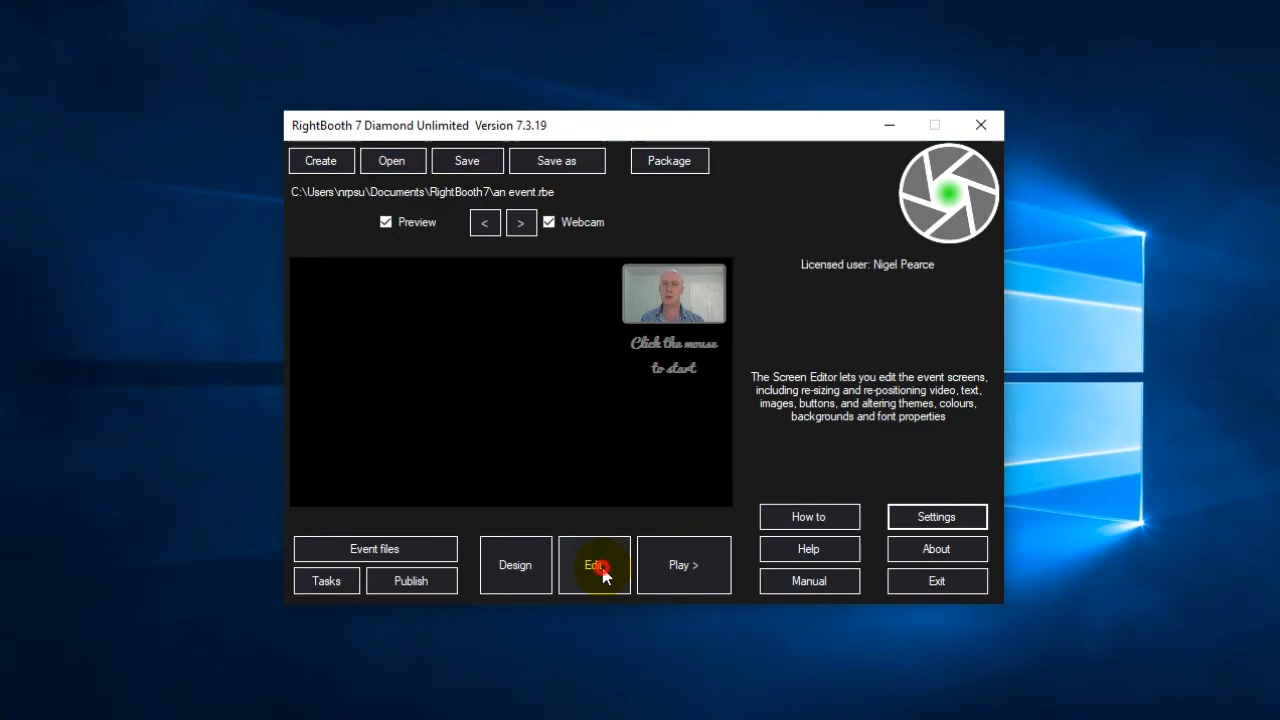 RightBooth 7 Diamond Unlimited Version 7.3.19
Create Open Save Save as Package
C:\Users\nrpsu\Documents\RightBooth7\an event.rbe
Preview < > Webcam
Licensed user: Nigel Pearce
Click the mouse
to start
The Screen Editor lets you edit the event screens,
including re-sizing and re-positioning video, text,
images, buttons, and altering themes, colours,
backgrounds and font properties
How to Settings
Event files Design Play > Help About
Tasks Publish Manual Exit